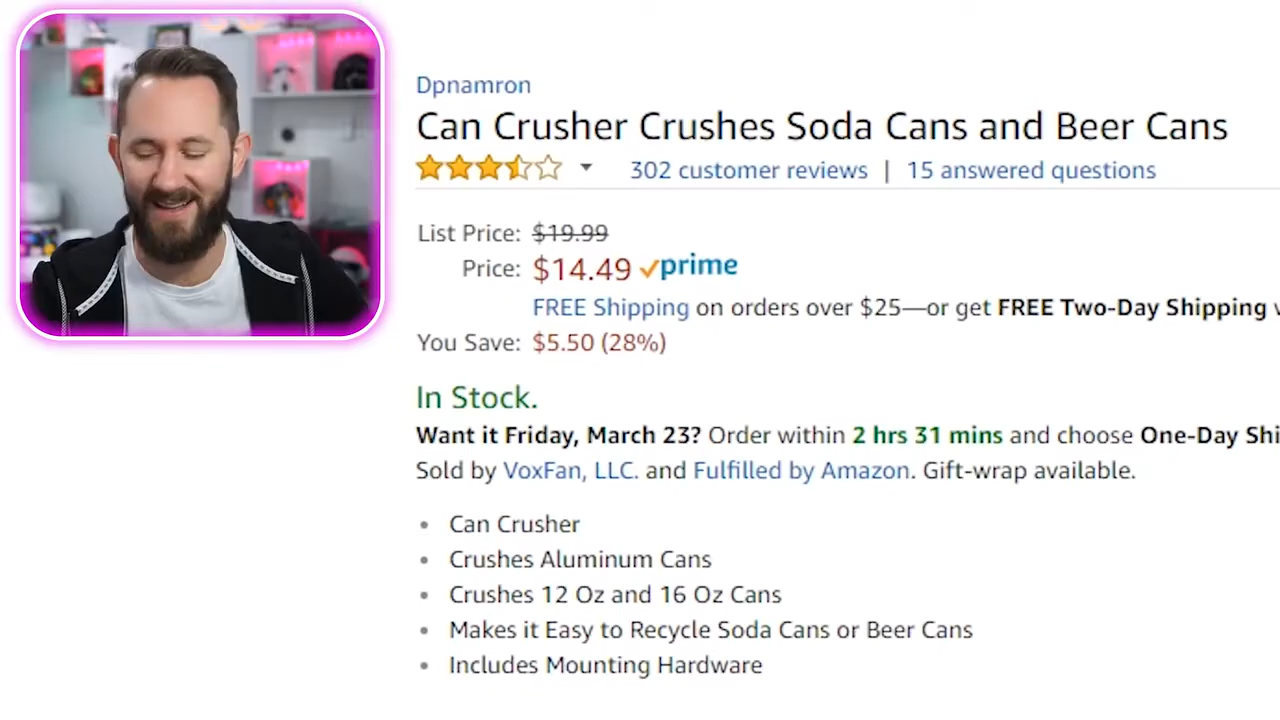 Dpnamron
Can Crusher Crushes Soda Cans and Beer Cans
302 customer reviews | 15 answered questions
List Price: $19.99
Price: $14.49 prime
FREE Shipping on orders over $25—or get FREE Two-Day Shipping
You Save: $5.50 (28%)
In Stock.
Want it Friday, March 23? Order within 2 hrs 31 mins and choose One-Day Shi
Sold by VoxFan, LLC. and Fulfilled by Amazon. Gift-wrap available.
• Can Crusher
• Crushes Aluminum Cans
• Crushes 12 Oz and 16 Oz Cans
• Makes it Easy to Recycle Soda Cans or Beer Cans
• Includes Mounting Hardware